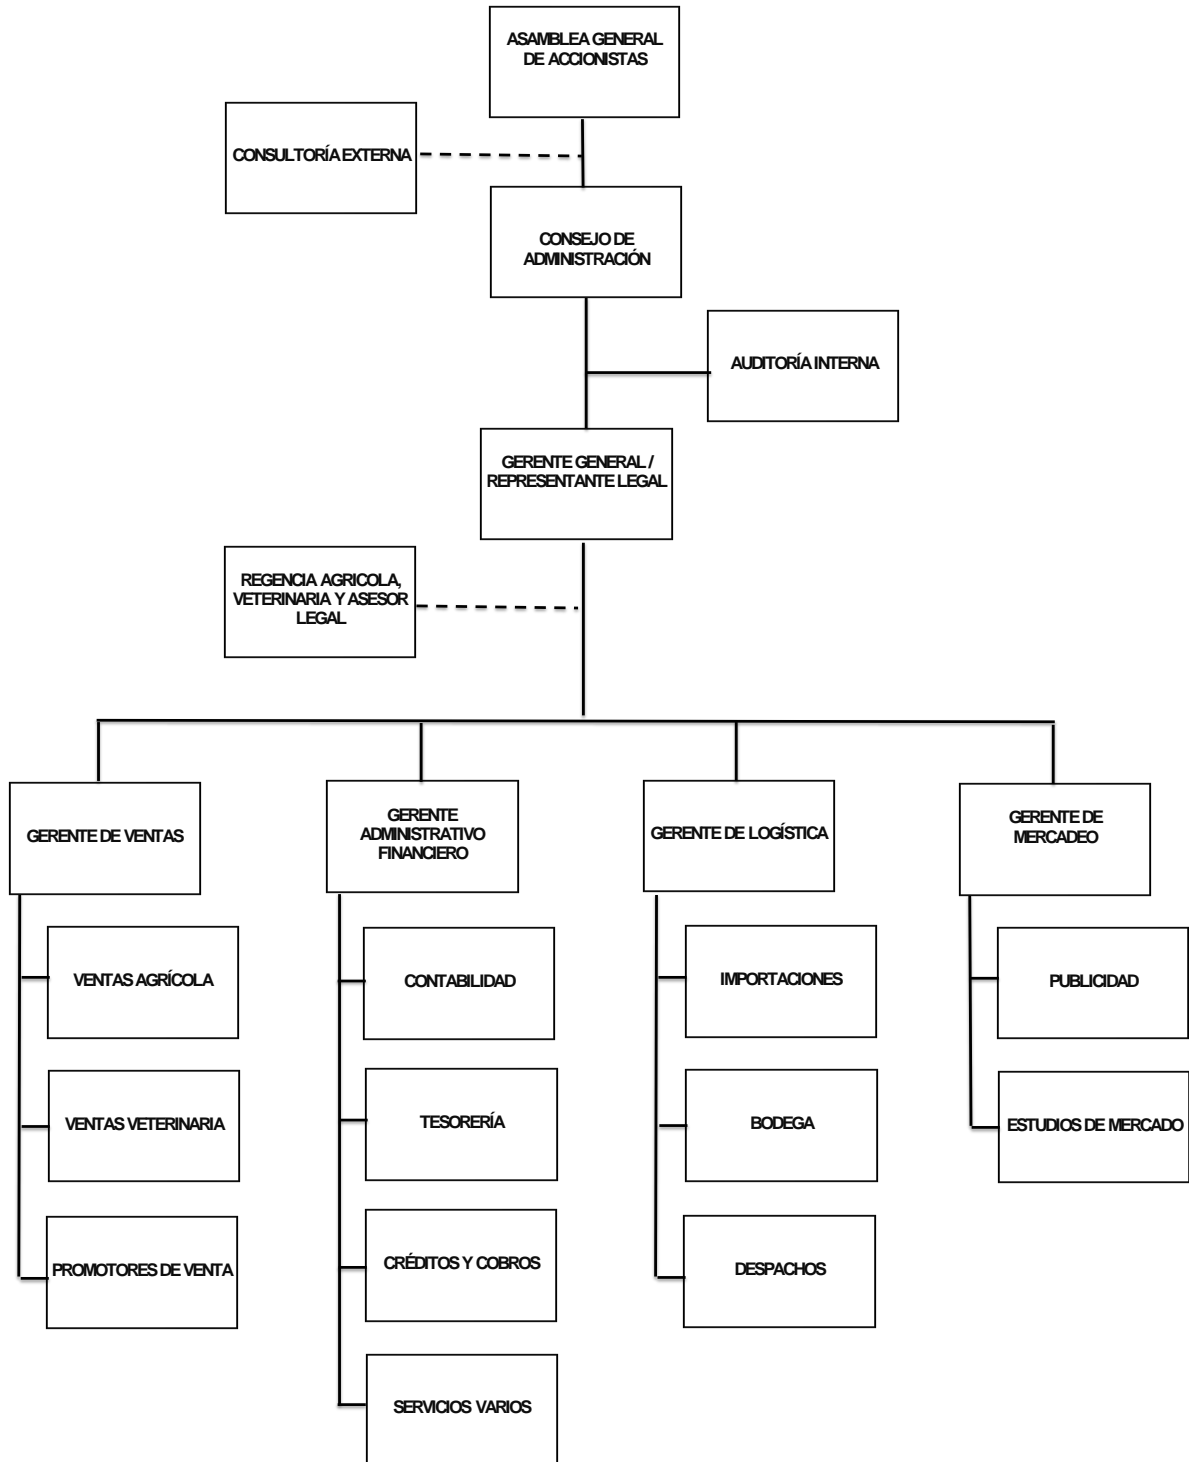 ASAMBLEA GENERAL
DE ACCIONISTAS
CONSULTORÍA EXTERNA
CONSEJO DE
ADMINISTRACIÓN
AUDITORÍA INTERNA
GERENTE GENERAL /
REPRESENTANTE LEGAL
REGENCIA AGRICOLA,
VETERINARIA Y ASESOR
LEGAL
GERENTE DE VENTAS
GERENTE
ADMINISTRATIVO
FINANCIERO
GERENTE DE LOGÍSTICA
GERENTE DE
MERCADEO
VENTAS AGRÍCOLA
CONTABILIDAD
IMPORTACIONES
PUBLICIDAD
VENTAS VETERINARIA
TESORERÍA
BODEGA
ESTUDIOS DE MERCADO
PROMOTORES DE VENTA
CRÉDITOS Y COBROS
DESPACHOS
SERVICIOS VARIOS